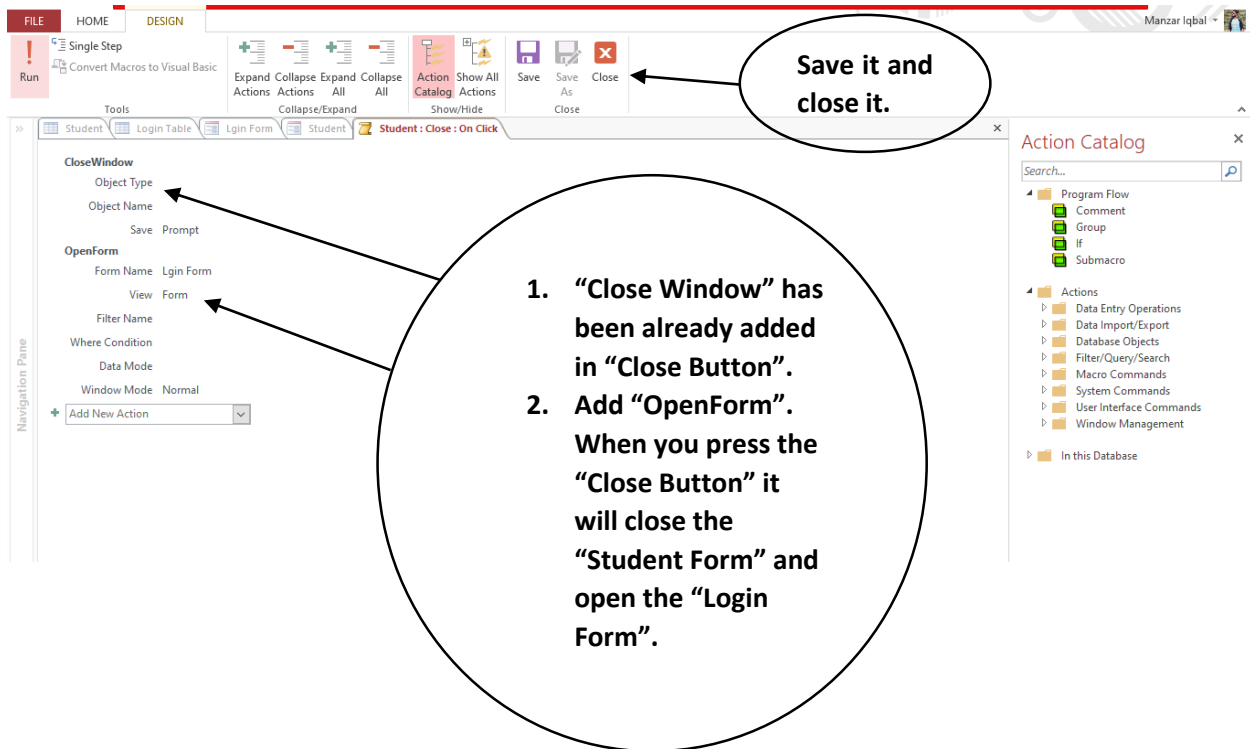 FILE HOME DESIGN
Manzar Iqbal
Run
Single Step
Convert Macros to Visual Basic
Tools
Expand Collapse Expand Collapse
Actions Actions All All
Collapse/Expand
Action Show All
Catalog Actions
Show/Hide
Save Save Close
As
Close
Save it and
close it.
Student Login Table Lgin Form Student Student : Close : On Click
Navigation Pane
CloseWindow
Object Type
Object Name
Save Prompt
OpenForm
Form Name Lgin Form
View Form
Filter Name
Where Condition
Data Mode
Window Mode Normal
Add New Action
1. “Close Window” has
been already added
in “Close Button”.
2. Add “OpenForm”.
When you press the
“Close Button” it
will close the
“Student Form” and
open the “Login
Form”.
Action Catalog
Search...
Program Flow
Comment
Group
If
Submacro
Actions
Data Entry Operations
Data Import/Export
Database Objects
Filter/Query/Search
Macro Commands
System Commands
User Interface Commands
Window Management
In this Database